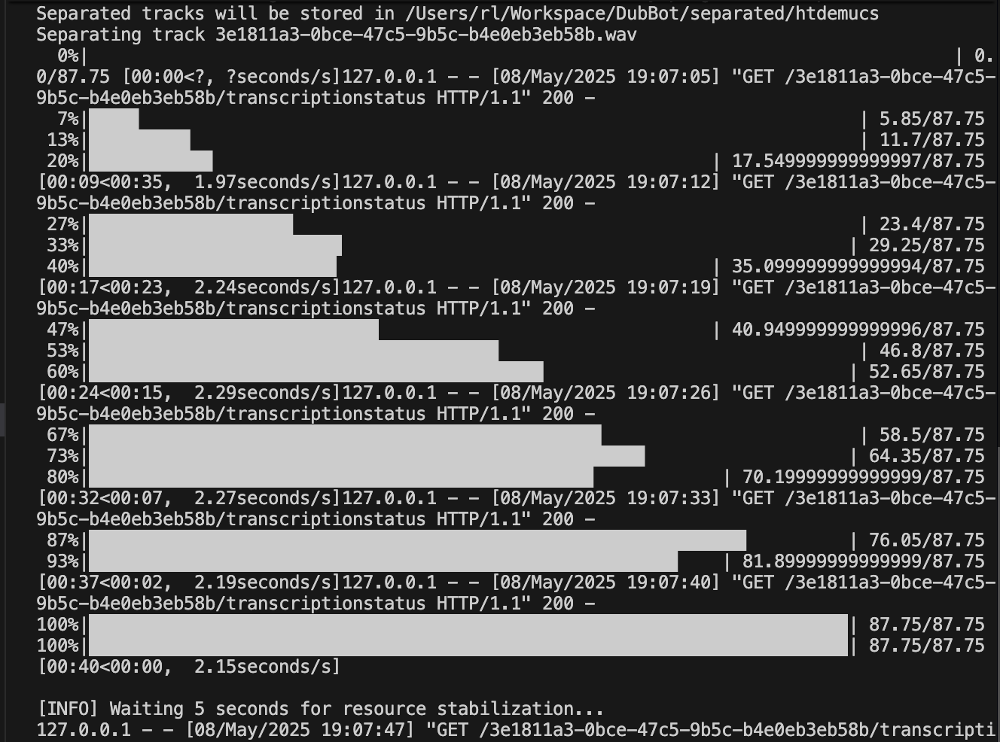 Separated tracks will be stored in /Users/rl/Workspace/DubBot/separated/htdemucs
Separating track 3e1811a3-0bce-47c5-9b5c-b4e0eb3eb58b.wav
0%| | 0.
0/87.75 [00:00<?, ?seconds/s]127.0.0.1 - - [08/May/2025 19:07:05] "GET /3e1811a3-0bce-47c5-
9b5c-b4e0eb3eb58b/transcriptionstatus HTTP/1.1" 200 -
7%| | 5.85/87.75
13%| | 11.7/87.75
20%| | 17.549999999999997/87.75
[00:09<00:35, 1.97seconds/s]127.0.0.1 - - [08/May/2025 19:07:12] "GET /3e1811a3-0bce-47c5-
9b5c-b4e0eb3eb58b/transcriptionstatus HTTP/1.1" 200 -
27%| | 23.4/87.75
33%| | 29.25/87.75
40%| | 35.099999999999994/87.75
[00:17<00:23, 2.24seconds/s]127.0.0.1 - - [08/May/2025 19:07:19] "GET /3e1811a3-0bce-47c5-
9b5c-b4e0eb3eb58b/transcriptionstatus HTTP/1.1" 200 -
47%| | 40.949999999999996/87.75
53%| | 46.8/87.75
60%| | 52.65/87.75
[00:24<00:15, 2.29seconds/s]127.0.0.1 - - [08/May/2025 19:07:26] "GET /3e1811a3-0bce-47c5-
9b5c-b4e0eb3eb58b/transcriptionstatus HTTP/1.1" 200 -
67%| | 58.5/87.75
73%| | 64.35/87.75
80%| | 70.19999999999999/87.75
[00:32<00:07, 2.27seconds/s]127.0.0.1 - - [08/May/2025 19:07:33] "GET /3e1811a3-0bce-47c5-
9b5c-b4e0eb3eb58b/transcriptionstatus HTTP/1.1" 200 -
87%| | 76.05/87.75
93%| | 81.89999999999999/87.75
[00:37<00:02, 2.19seconds/s]127.0.0.1 - - [08/May/2025 19:07:40] "GET /3e1811a3-0bce-47c5-
9b5c-b4e0eb3eb58b/transcriptionstatus HTTP/1.1" 200 -
100%| | 87.75/87.75
100%| | 87.75/87.75
[00:40<00:00, 2.15seconds/s]
[INFO] Waiting 5 seconds for resource stabilization...
127.0.0.1 - - [08/May/2025 19:07:47] "GET /3e1811a3-0bce-47c5-9b5c-b4e0eb3eb58b/transcripti